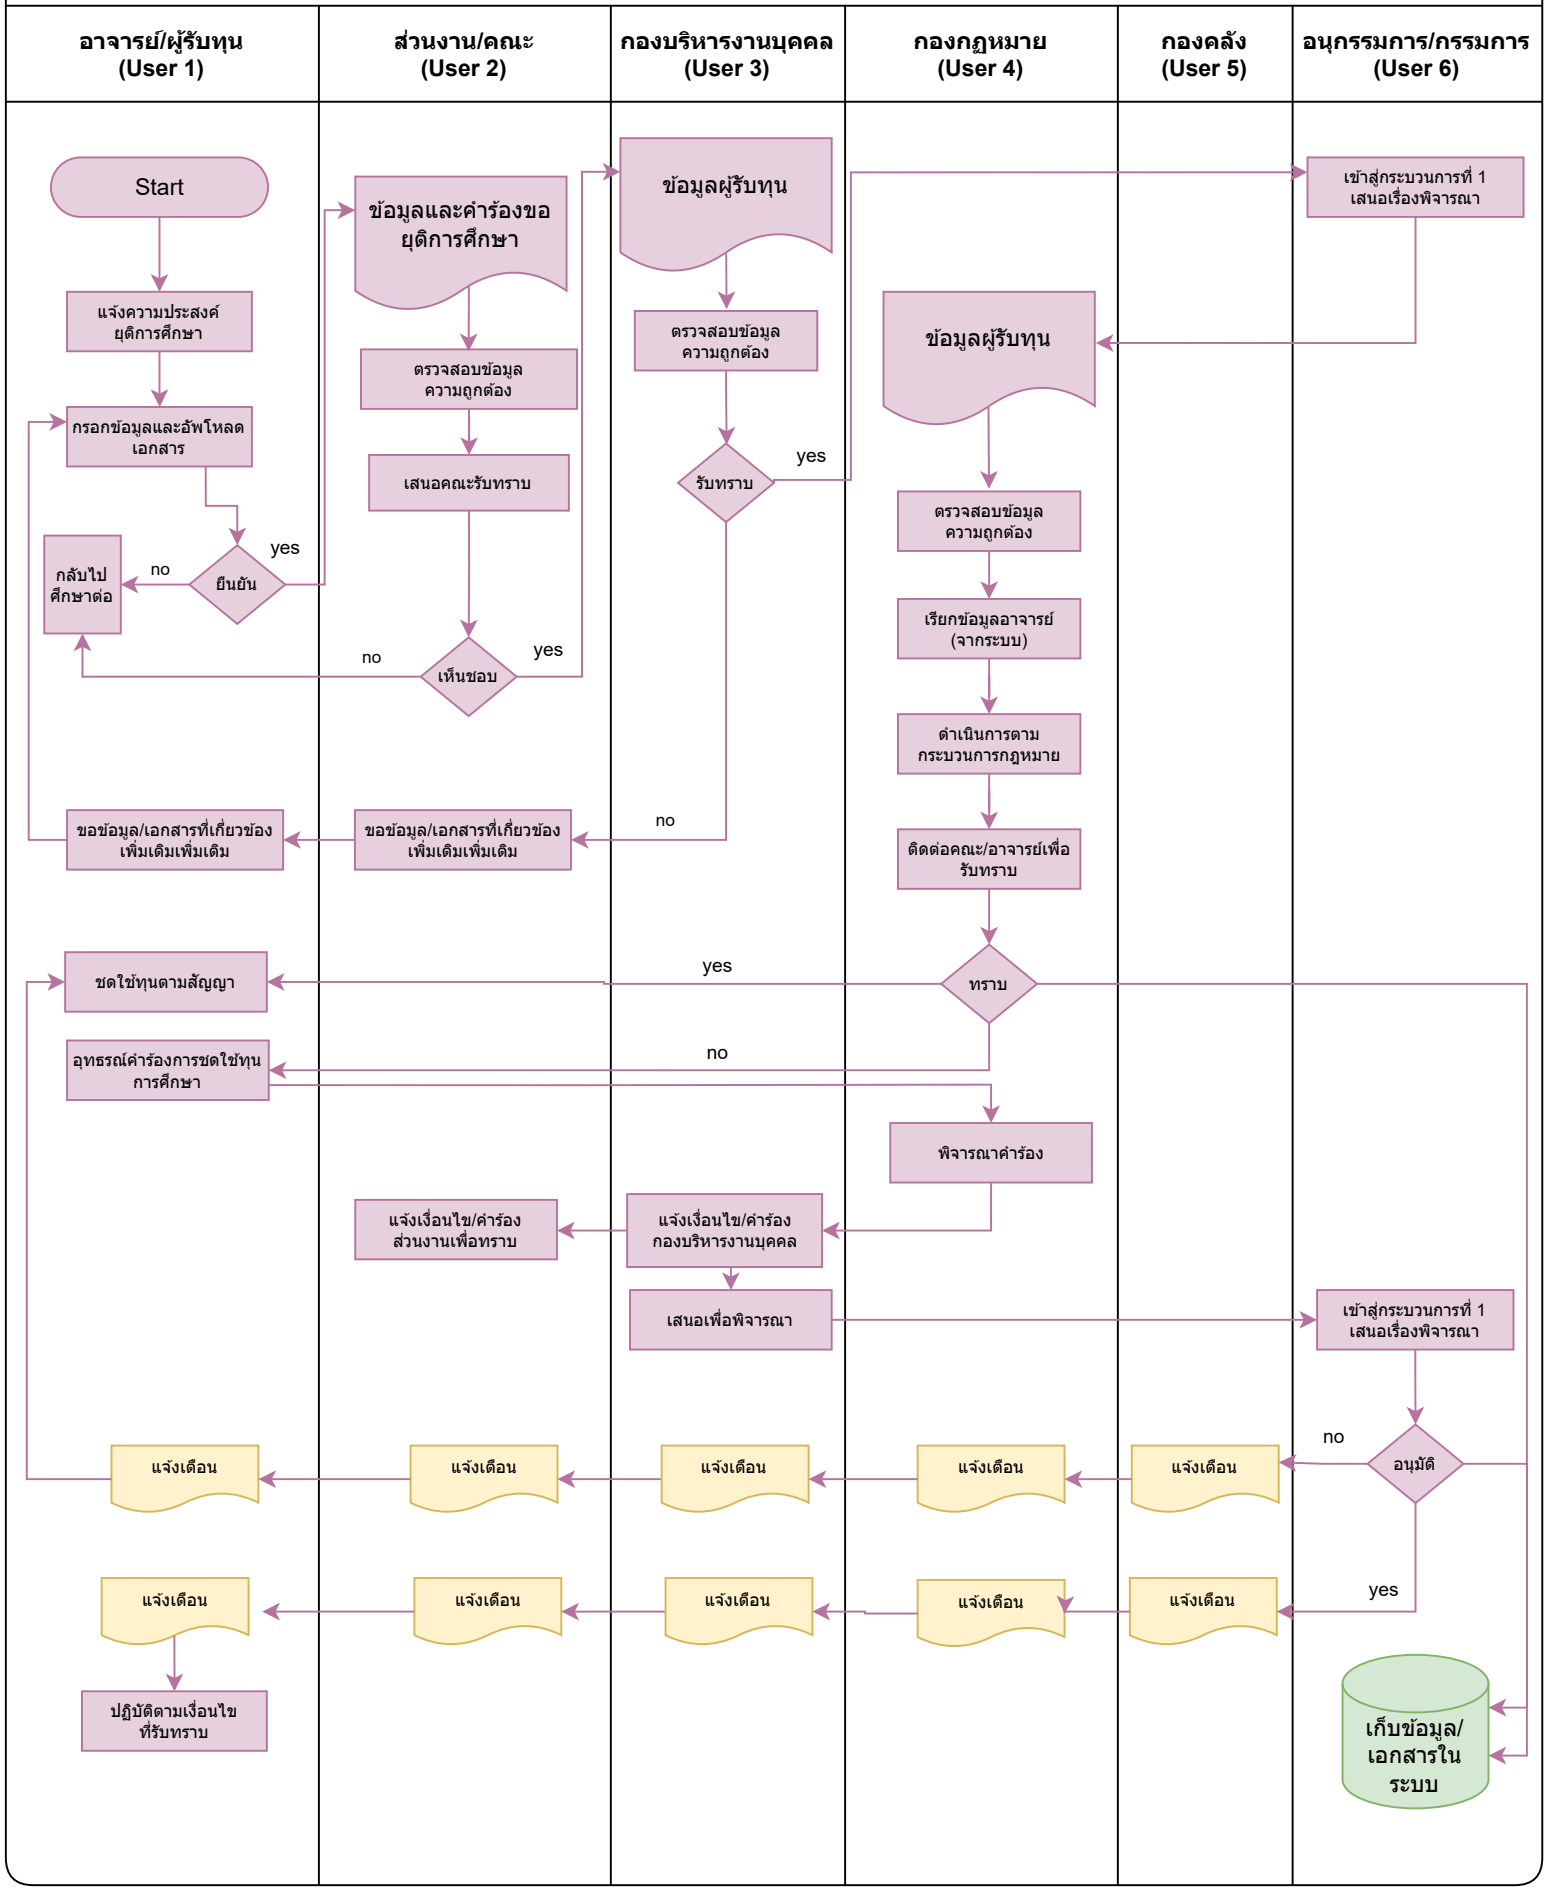 อาจารย์/ผู้รับทุน
(User 1)
ส่วนงาน/คณะ
(User 2)
กองบริหารงานบุคคล
(User 3)
กองกฏหมาย
(User 4)
กองคลัง
(User 5)
อนุกรรมการ/กรรมการ
(User 6)
Start
แจ้งความประสงค์
ยุติการศึกษา
กรอกข้อมูลและอัพโหลด
เอกสาร
ยืนยัน
yes
no
กลับไป
ศึกษาต่อ
ข้อมูลและคำร้องขอ
ยุติการศึกษา
ตรวจสอบข้อมูล
ความถูกต้อง
เสนอคณะรับทราบ
เห็นชอบ
no
yes
ข้อมูลผู้รับทุน
ตรวจสอบข้อมูล
ความถูกต้อง
รับทราบ
yes
no
ขอข้อมูล/เอกสารที่เกี่ยวข้อง
เพิ่มเติมเพิ่มเติม
ขอข้อมูล/เอกสารที่เกี่ยวข้อง
เพิ่มเติมเพิ่มเติม
เข้าสู่กระบวนการที่ 1
เสนอเรื่องพิจารณา
ข้อมูลผู้รับทุน
ตรวจสอบข้อมูล
ความถูกต้อง
เรียกข้อมูลอาจารย์
(จากระบบ)
ดำเนินการตาม
กระบวนการกฎหมาย
ติดต่อคณะ/อาจารย์เพื่อ
รับทราบ
ทราบ
yes
no
ชดใช้ทุนตามสัญญา
อุทธรณ์คำร้องการชดใช้ทุน
การศึกษา
พิจารณาคำร้อง
แจ้งเงื่อนไข/คำร้อง
กองบริหารงานบุคคล
แจ้งเงื่อนไข/คำร้อง
ส่วนงานเพื่อทราบ
เสนอเพื่อพิจารณา
เข้าสู่กระบวนการที่ 1
เสนอเรื่องพิจารณา
อนุมัติ
no
yes
แจ้งเตือน
แจ้งเตือน
แจ้งเตือน
แจ้งเตือน
แจ้งเตือน
แจ้งเตือน
แจ้งเตือน
แจ้งเตือน
แจ้งเตือน
แจ้งเตือน
ปฏิบัติตามเงื่อนไข
ที่รับทราบ
เก็บข้อมูล/
เอกสารใน
ระบบ